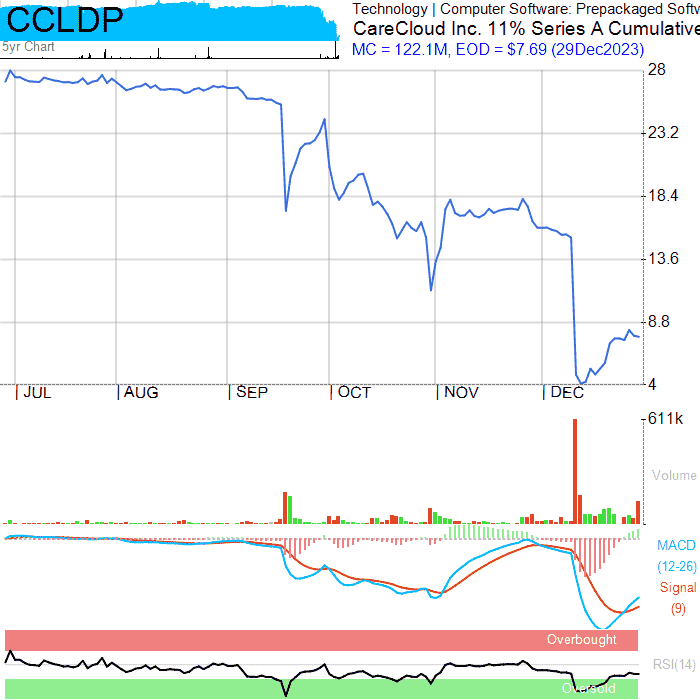 CCLDP
5yr Chart
Technology | Computer Software: Prepackaged Softw
CareCloud Inc. 11% Series A Cumulative
MC = 122.1M, EOD = $7.69 (29Dec2023)
28
23.2
18.4
13.6
8.8
4
JUL AUG SEP OCT NOV DEC
611k
Volume
MACD
(12-26)
Signal
(9)
Overbought
RSI(14)
Oversold